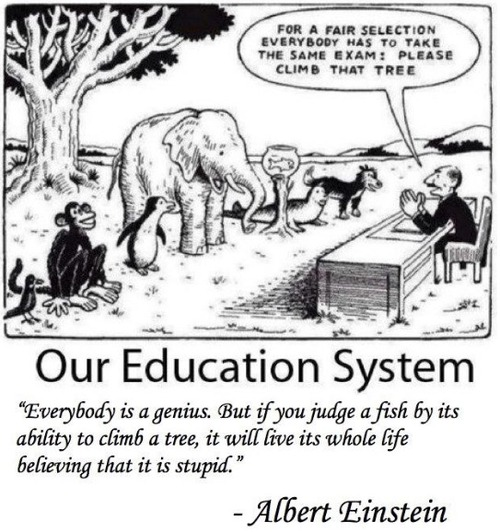 FOR A FAIR SELECTION
EVERYBODY HAS TO TAKE
THE SAME EXAM: PLEASE
CLIMB THAT TREE
Our Education System
“Everybody is a genius. But if you judge a fish by its
ability to climb a tree, it will live its whole life
believing that it is stupid.”
- Albert Einstein